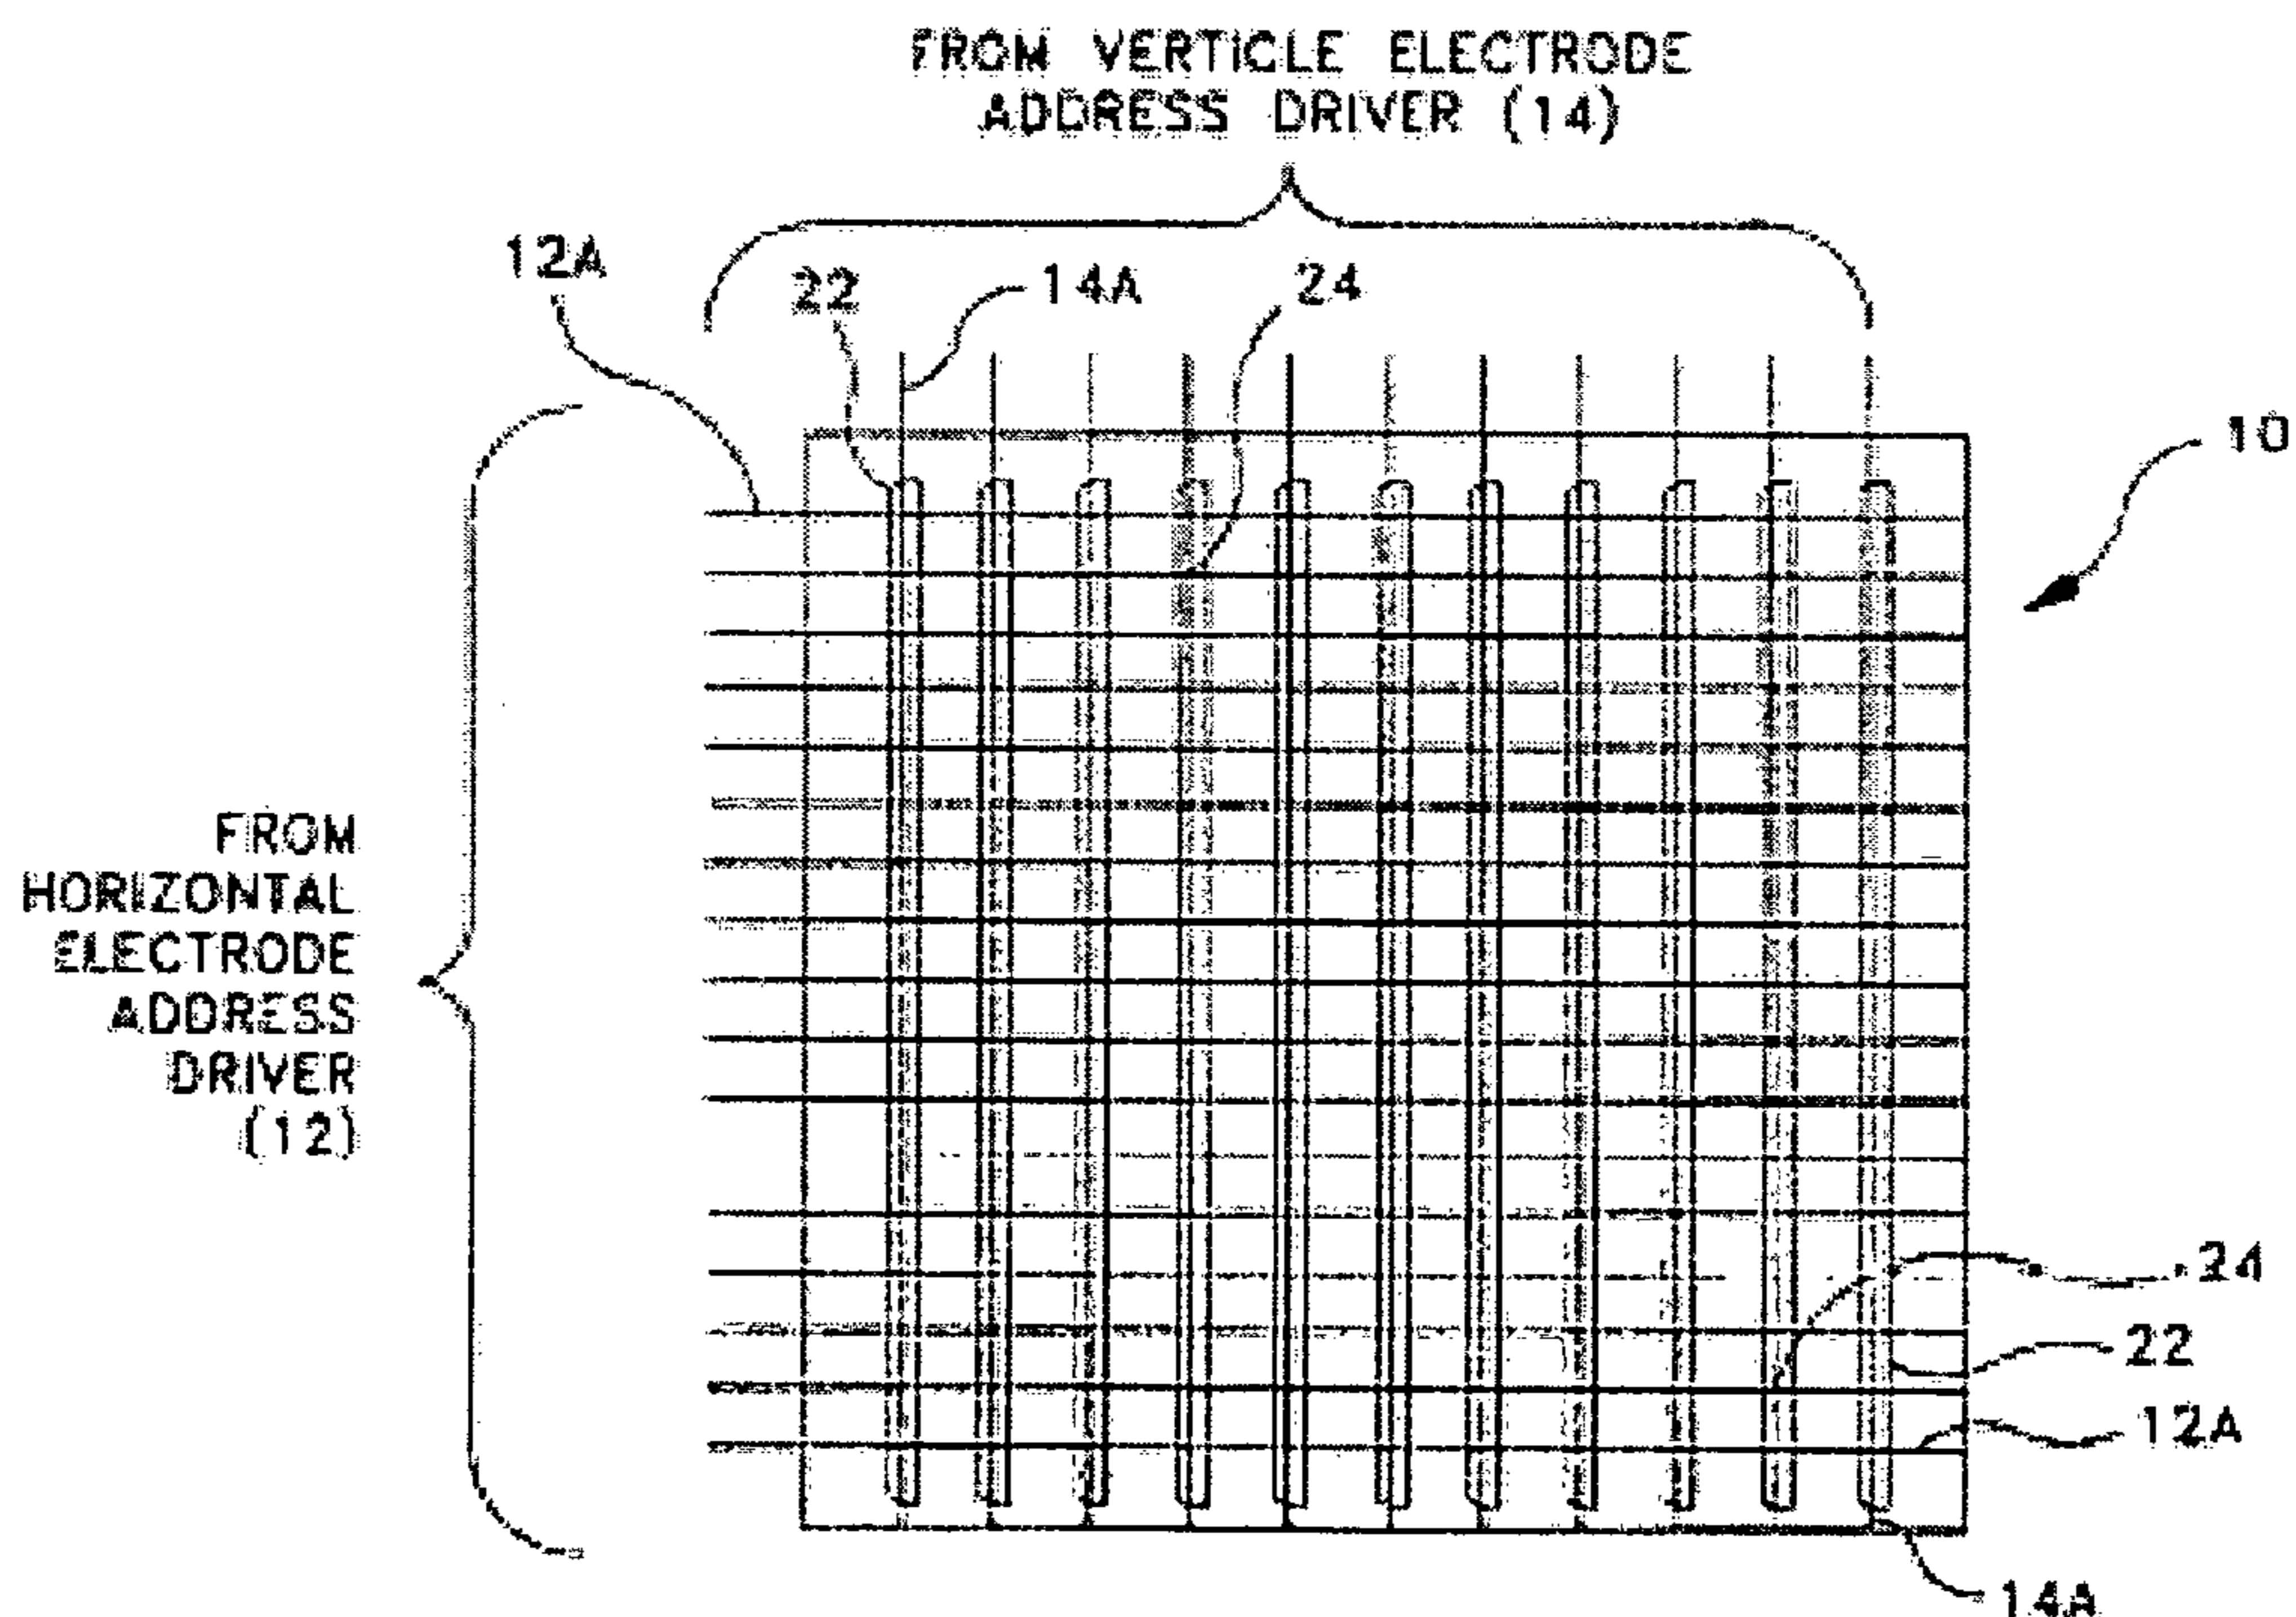 FROM VERTICLE ELECTRODE
ADDRESS DRIVER (14)
12A
22
14A
24
10
FROM
HORIZONTAL
ELECTRODE
ADDRESS
DRIVER
(12)
24
22
12A
14A